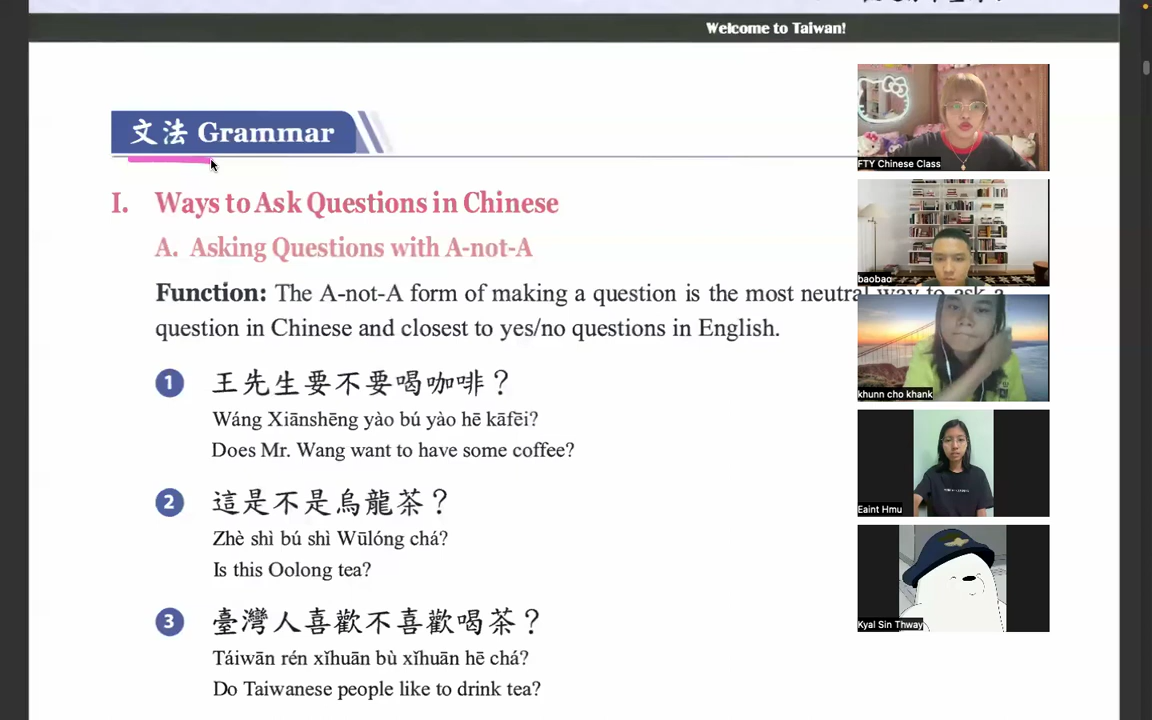 Welcome to Taiwan!
文法 Grammar
I. Ways to Ask Questions in Chinese
A. Asking Questions with A-not-A
Function: The A-not-A form of making a question is the most neutral way to ask a
question in Chinese and closest to yes/no questions in English.
1 王先生要不要喝咖啡？
Wáng Xiānshēng yào bú yào hē kāfēi?
Does Mr. Wang want to have some coffee?
2 這是不是烏龍茶？
Zhè shì bú shì Wūlóng chá?
Is this Oolong tea?
3 臺灣人喜歡不喜歡喝茶？
Táiwān rén xǐhuān bù xǐhuān hē chá?
Do Taiwanese people like to drink tea?
FTY Chinese Class
baobao
khunn cho khank
Eaint Hmu
Kyal Sin Thway